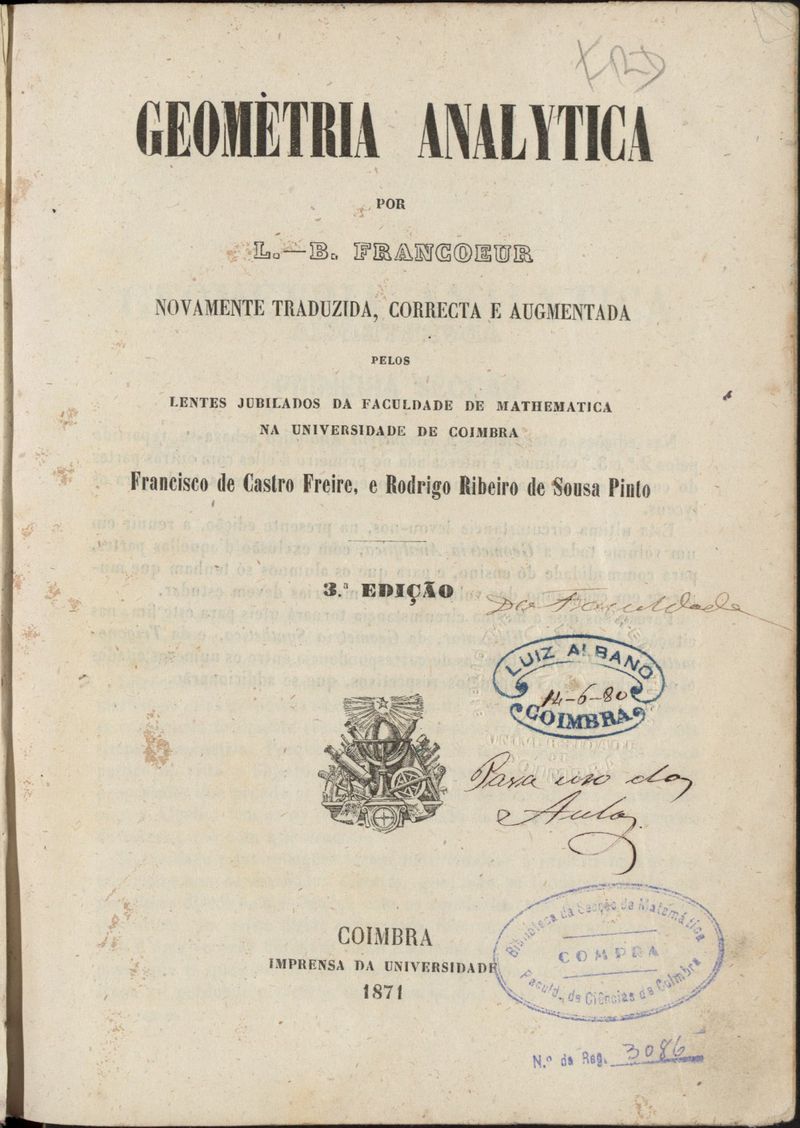 GEOMÈTRIA ANALYTICA
POR
L.—B. FRANCOEUR
NOVAMENTE TRADUZIDA, CORRECTA E AUGMENTADA
PELOS
LENTES JUBILADOS DA FACULDADE DE MATHEMATICA
NA UNIVERSIDADE DE COIMBRA
Francisco de Castro Freire, e Rodrigo Ribeiro de Sousa Pinto
3.ª EDIÇÃO
Da Faculdade
LUIZ ALBANO
14-6-80
COIMBRA
Para uso das
Aulas
COIMBRA
IMPRENSA DA UNIVERSIDADE
1871
Biblioteca da Secção de Matemática
COMPRA
Faculd. de Ciências de Coimbra
N.º de Reg. 3086